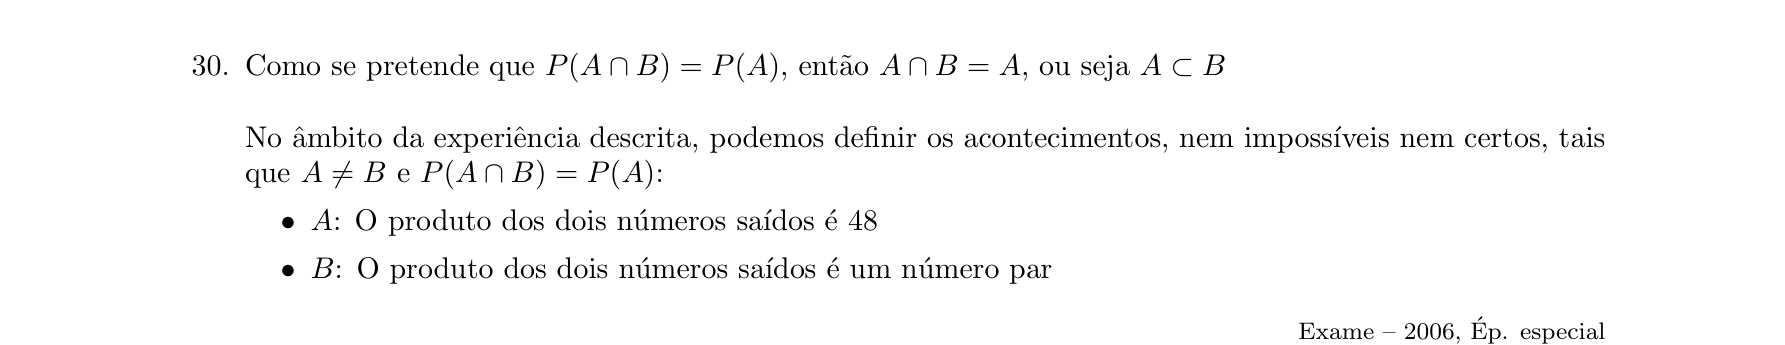 30. Como se pretende que P(A ∩ B) = P(A), então A ∩ B = A, ou seja A ⊂ B
No âmbito da experiência descrita, podemos definir os acontecimentos, nem impossíveis nem certos, tais
que A ≠ B e P(A ∩ B) = P(A):
• A: O produto dos dois números saídos é 48
• B: O produto dos dois números saídos é um número par
Exame – 2006, Ép. especial